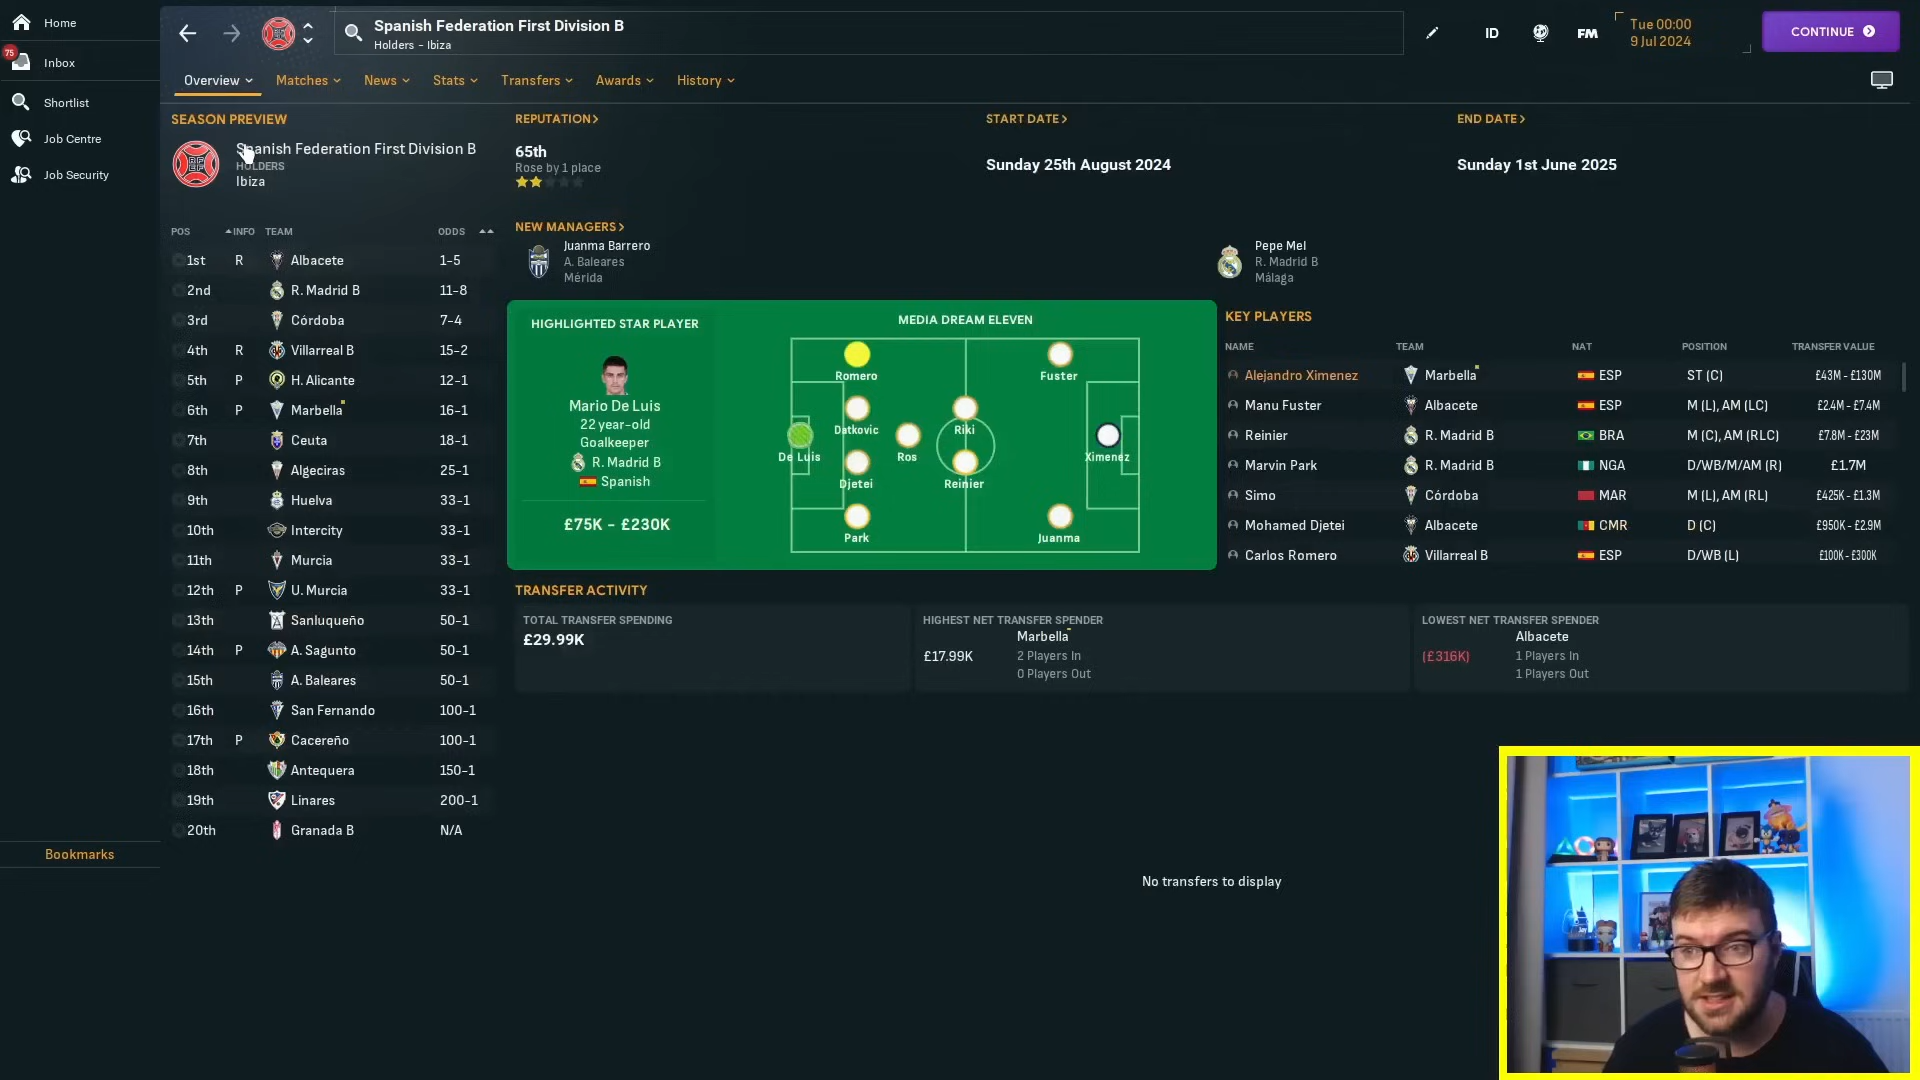 Home
75
Inbox
Shortlist
Job Centre
Job Security
Bookmarks
Spanish Federation First Division B
Holders - Ibiza
ID
FM
Tue 00:00
9 Jul 2024
CONTINUE
Overview
Matches
News
Stats
Transfers
Awards
History
SEASON PREVIEW
Spanish Federation First Division B
HOLDERS
Ibiza
POS INFO TEAM ODDS
1st R Albacete 1-5
2nd R. Madrid B 11-8
3rd Córdoba 7-4
4th R Villarreal B 15-2
5th P H. Alicante 12-1
6th P Marbella 16-1
7th Ceuta 18-1
8th Algeciras 25-1
9th Huelva 33-1
10th Intercity 33-1
11th Murcia 33-1
12th P U. Murcia 33-1
13th Sanluqueño 50-1
14th P A. Sagunto 50-1
15th A. Baleares 50-1
16th San Fernando 100-1
17th P Cacereño 100-1
18th Antequera 150-1
19th Linares 200-1
20th Granada B N/A
REPUTATION>
65th
Rose by 1 place
START DATE>
Sunday 25th August 2024
END DATE>
Sunday 1st June 2025
NEW MANAGERS>
Juanma Barrero
A. Baleares
Mérida
Pepe Mel
R. Madrid B
Málaga
HIGHLIGHTED STAR PLAYER
Mario De Luis
22 year-old
Goalkeeper
R. Madrid B
Spanish
£75K - £230K
MEDIA DREAM ELEVEN
Romero
Fuster
Datkovic
Riki
De Luis
Ros
Ximenez
Djetei
Reinier
Park
Juanma
KEY PLAYERS
NAME TEAM NAT POSITION TRANSFER VALUE
Alejandro Ximenez Marbella ESP ST (C) £43M - £130M
Manu Fuster Albacete ESP M (L), AM (LC) £2.4M - £7.4M
Reinier R. Madrid B BRA M (C), AM (RLC) £7.8M - £23M
Marvin Park R. Madrid B NGA D/WB/M/AM (R) £1.7M
Simo Córdoba MAR M (L), AM (RL) £425K - £1.3M
Mohamed Djetei Albacete CMR D (C) £950K - £2.9M
Carlos Romero Villarreal B ESP D/WB (L) £100K - £300K
TRANSFER ACTIVITY
TOTAL TRANSFER SPENDING
£29.99K
HIGHEST NET TRANSFER SPENDER
Marbella
£17.99K
2 Players In
0 Players Out
LOWEST NET TRANSFER SPENDER
Albacete
(£316K)
1 Players In
1 Players Out
No transfers to display